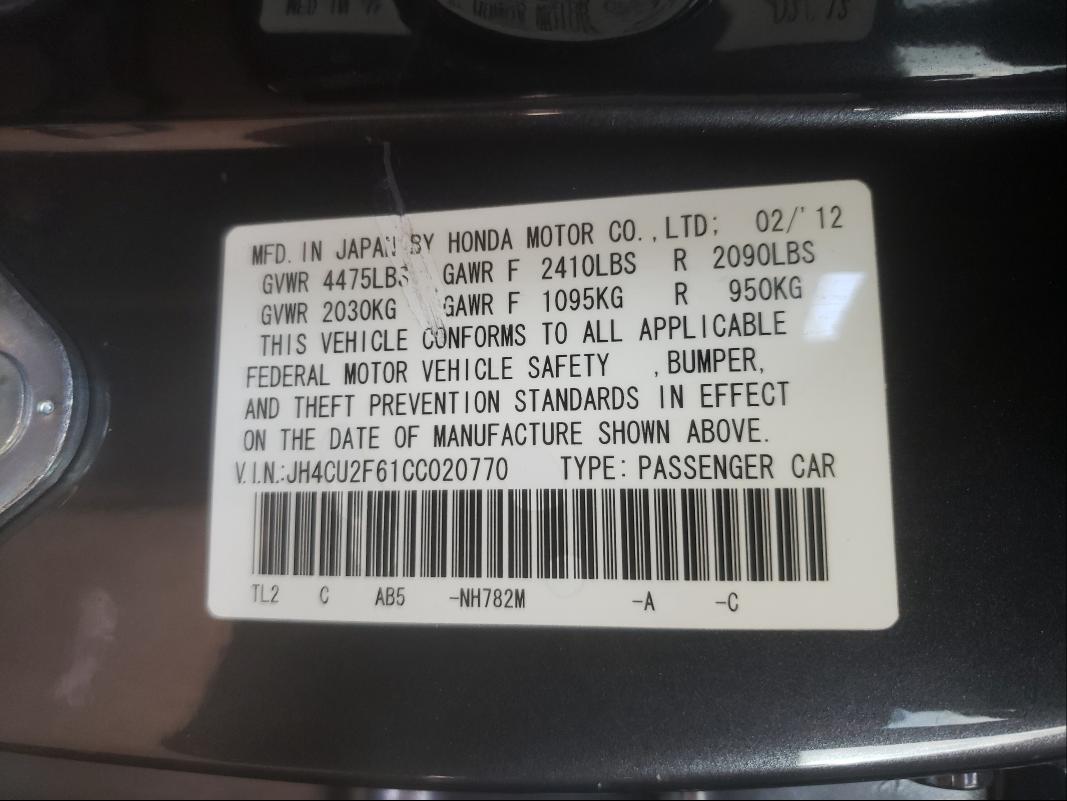 MFD. IN JAPAN BY HONDA MOTOR CO.,LTD; 02/'12
GVWR 4475LBS GAWR F 2410LBS R 2090LBS
GVWR 2030KG GAWR F 1095KG R 950KG
THIS VEHICLE CONFORMS TO ALL APPLICABLE
FEDERAL MOTOR VEHICLE SAFETY , BUMPER,
AND THEFT PREVENTION STANDARDS IN EFFECT
ON THE DATE OF MANUFACTURE SHOWN ABOVE.
V.I.N.:JH4CU2F61CC020770 TYPE: PASSENGER CAR
TL2 C AB5 -NH782M -A -C